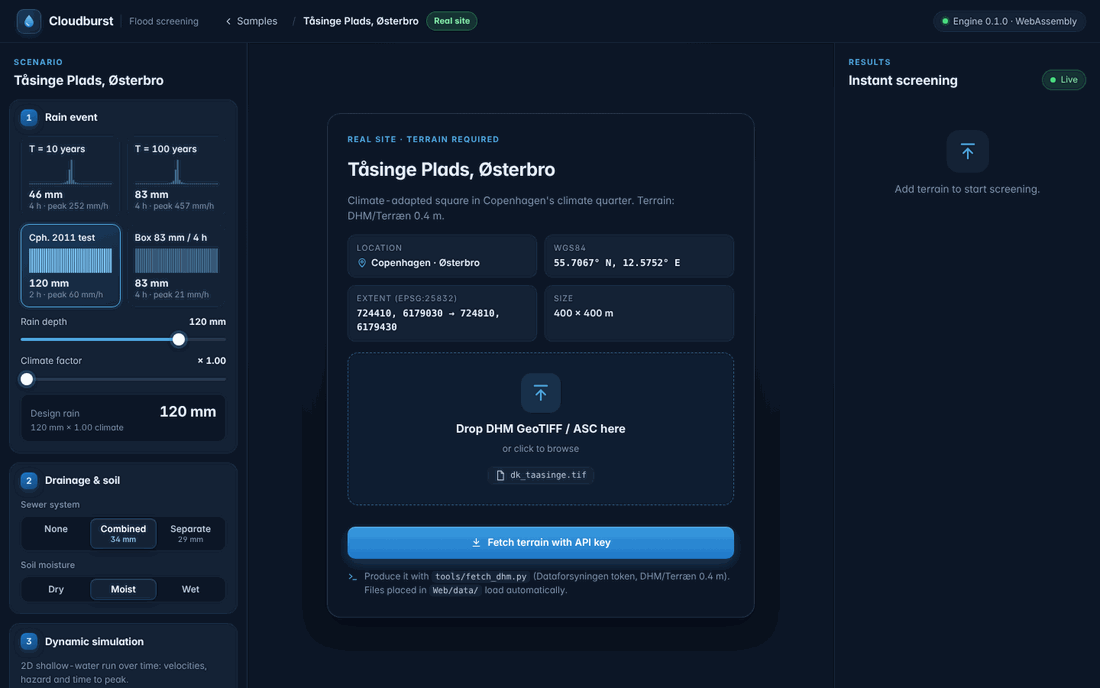 Cloudburst
Flood screening
Samples / Tåsinge Plads, Østerbro
Real site
Engine 0.1.0 · WebAssembly
SCENARIO
Tåsinge Plads, Østerbro
1 Rain event
T = 10 years
46 mm
4 h · peak 252 mm/h
T = 100 years
83 mm
4 h · peak 457 mm/h
Cph. 2011 test
120 mm
2 h · peak 60 mm/h
Box 83 mm / 4 h
83 mm
4 h · peak 21 mm/h
Rain depth 120 mm
Climate factor × 1.00
Design rain 120 mm
120 mm × 1.00 climate
2 Drainage & soil
Sewer system
None
Combined
34 mm
Separate
29 mm
Soil moisture
Dry Moist Wet
3 Dynamic simulation
2D shallow-water run over time: velocities,
hazard and time to peak.
REAL SITE · TERRAIN REQUIRED
Tåsinge Plads, Østerbro
Climate-adapted square in Copenhagen's climate quarter. Terrain:
DHM/Terræn 0.4 m.
LOCATION
Copenhagen · Østerbro
WGS84
55.7067° N, 12.5752° E
EXTENT (EPSG:25832)
724410, 6179030 → 724810,
6179430
SIZE
400 × 400 m
Drop DHM GeoTIFF / ASC here
or click to browse
dk_taasinge.tif
Fetch terrain with API key
Produce it with tools/fetch_dhm.py (Dataforsyningen token, DHM/Terræn 0.4 m).
Files placed in Web/data/ load automatically.
RESULTS
Instant screening
Live
Add terrain to start screening.